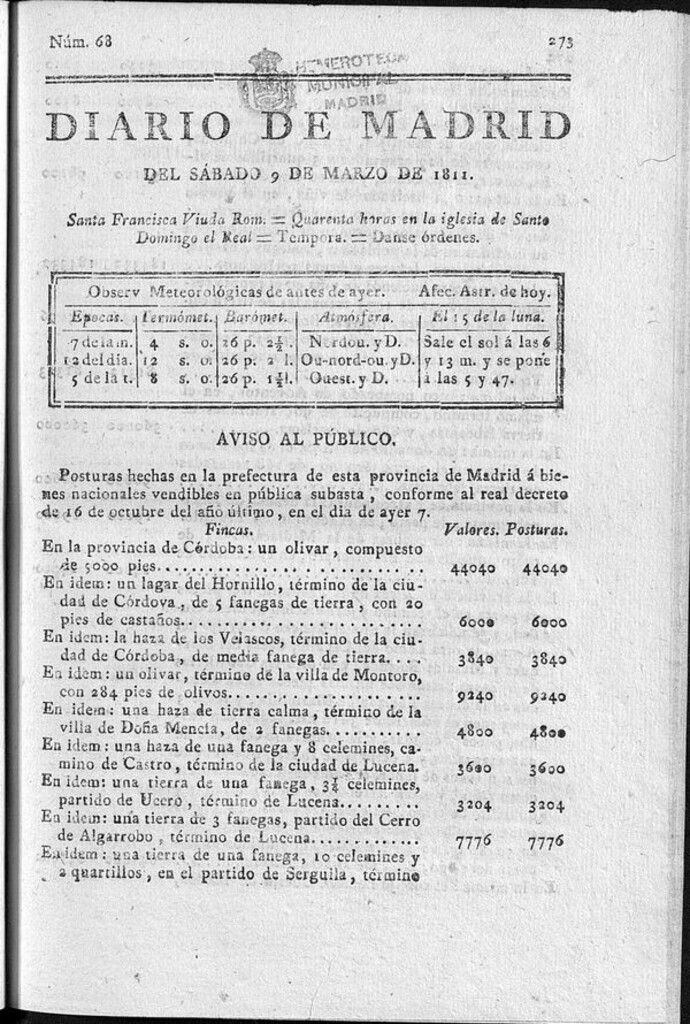 Núm. 68
273
HEMEROTECA
MUNICIPAL
MADRID
DIARIO DE MADRID
DEL SÁBADO 9 DE MARZO DE 1811.
Santa Francisca Viuda Rom. = Quarenta horas en la iglesia de Santo
Domingo el Real = Tempora. = Danse órdenes.
Observ Meteorológicas de antes de ayer. Afec. Astr. de hoy.
Epocas. Termómet. Barómet. Atmósfera. El 15 de la luna.
7 de la m. 4 s. o. 26 p. 2½l. Nordou. y D. Sale el sol á las 6
12 del dia. 12 s. o. 26 p. 2 l. Ou-nord-ou. y D. y 13 m. y se pone
5 de la t. 8 s. o. 26 p. 1½l. Ouest. y D. á las 5 y 47.
AVISO AL PÚBLICO.
Posturas hechas en la prefectura de esta provincia de Madrid á bie-
nes nacionales vendibles en pública subasta, conforme al real decreto
de 16 de octubre del año último, en el dia de ayer 7.
Fincas. Valores. Posturas.
En la provincia de Córdoba: un olivar, compuesto
de 5000 pies........................ 44040 44040
En idem: un lagar del Hornillo, término de la ciu-
dad de Córdova, de 5 fanegas de tierra, con 20
pies de castaños...................... 6000 6000
En idem: la haza de los Velascos, término de la ciu-
dad de Córdoba, de media fanega de tierra.... 3840 3840
En idem: un olivar, término de la villa de Montoro,
con 284 pies de olivos.................. 9240 9240
En idem: una haza de tierra calma, término de la
villa de Doña Mencía, de 2 fanegas.......... 4800 4800
En idem: una haza de una fanega y 8 celemines, ca-
mino de Castro, término de la ciudad de Lucena. 3600 3600
En idem: una tierra de una fanega, 3¼ celemines,
partido de Ucero, término de Lucena......... 3204 3204
En idem: una tierra de 3 fanegas, partido del Cerro
de Algarrobo, término de Lucena............. 7776 7776
En idem: una tierra de una fanega, 10 celemines y
2 quartillos, en el partido de Serguila, término